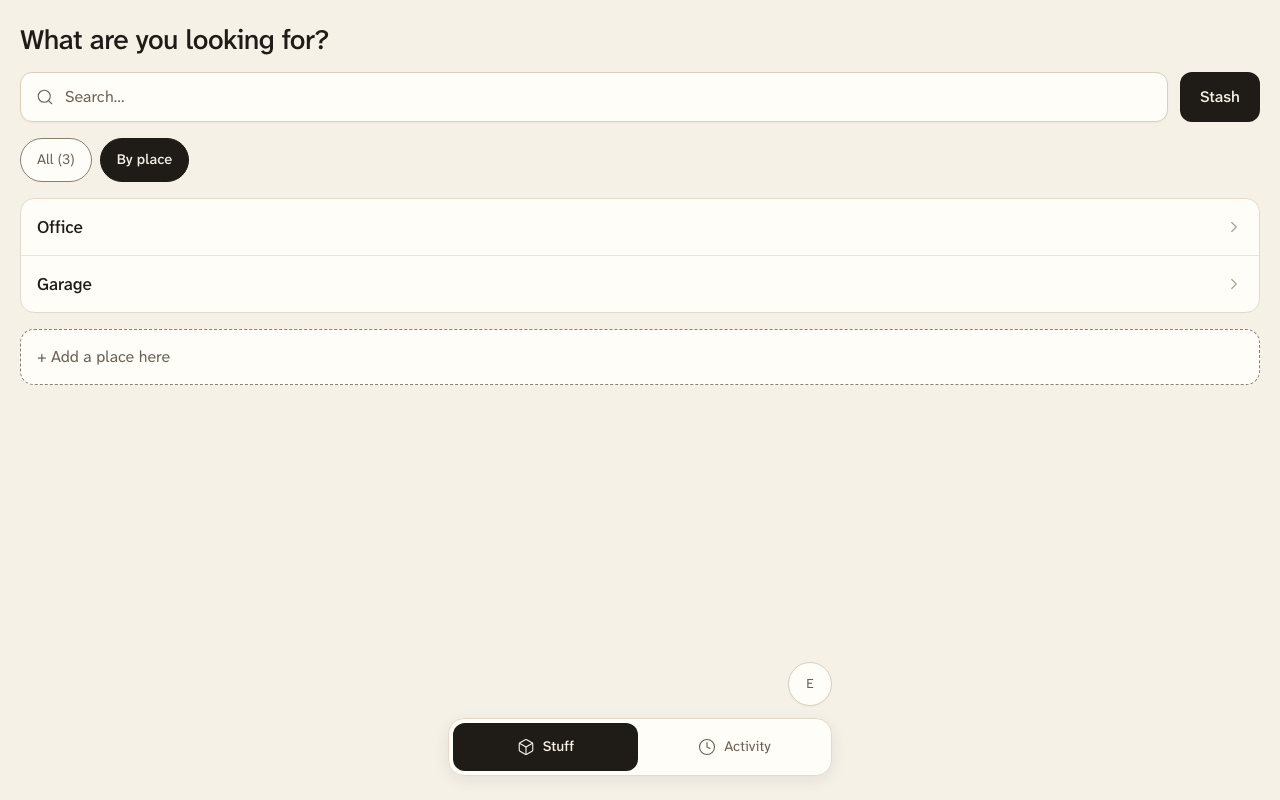 What are you looking for?
Search...
Stash
All (3)
By place
Office
Garage
+ Add a place here
E
Stuff
Activity